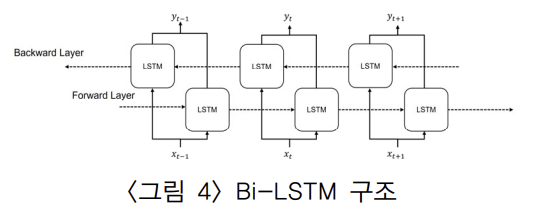 y_{t-1} y_t y_{t+1}
Backward Layer
LSTM LSTM LSTM
Forward Layer
LSTM LSTM LSTM
x_{t-1} x_t x_{t+1}
〈그림 4〉 Bi-LSTM 구조